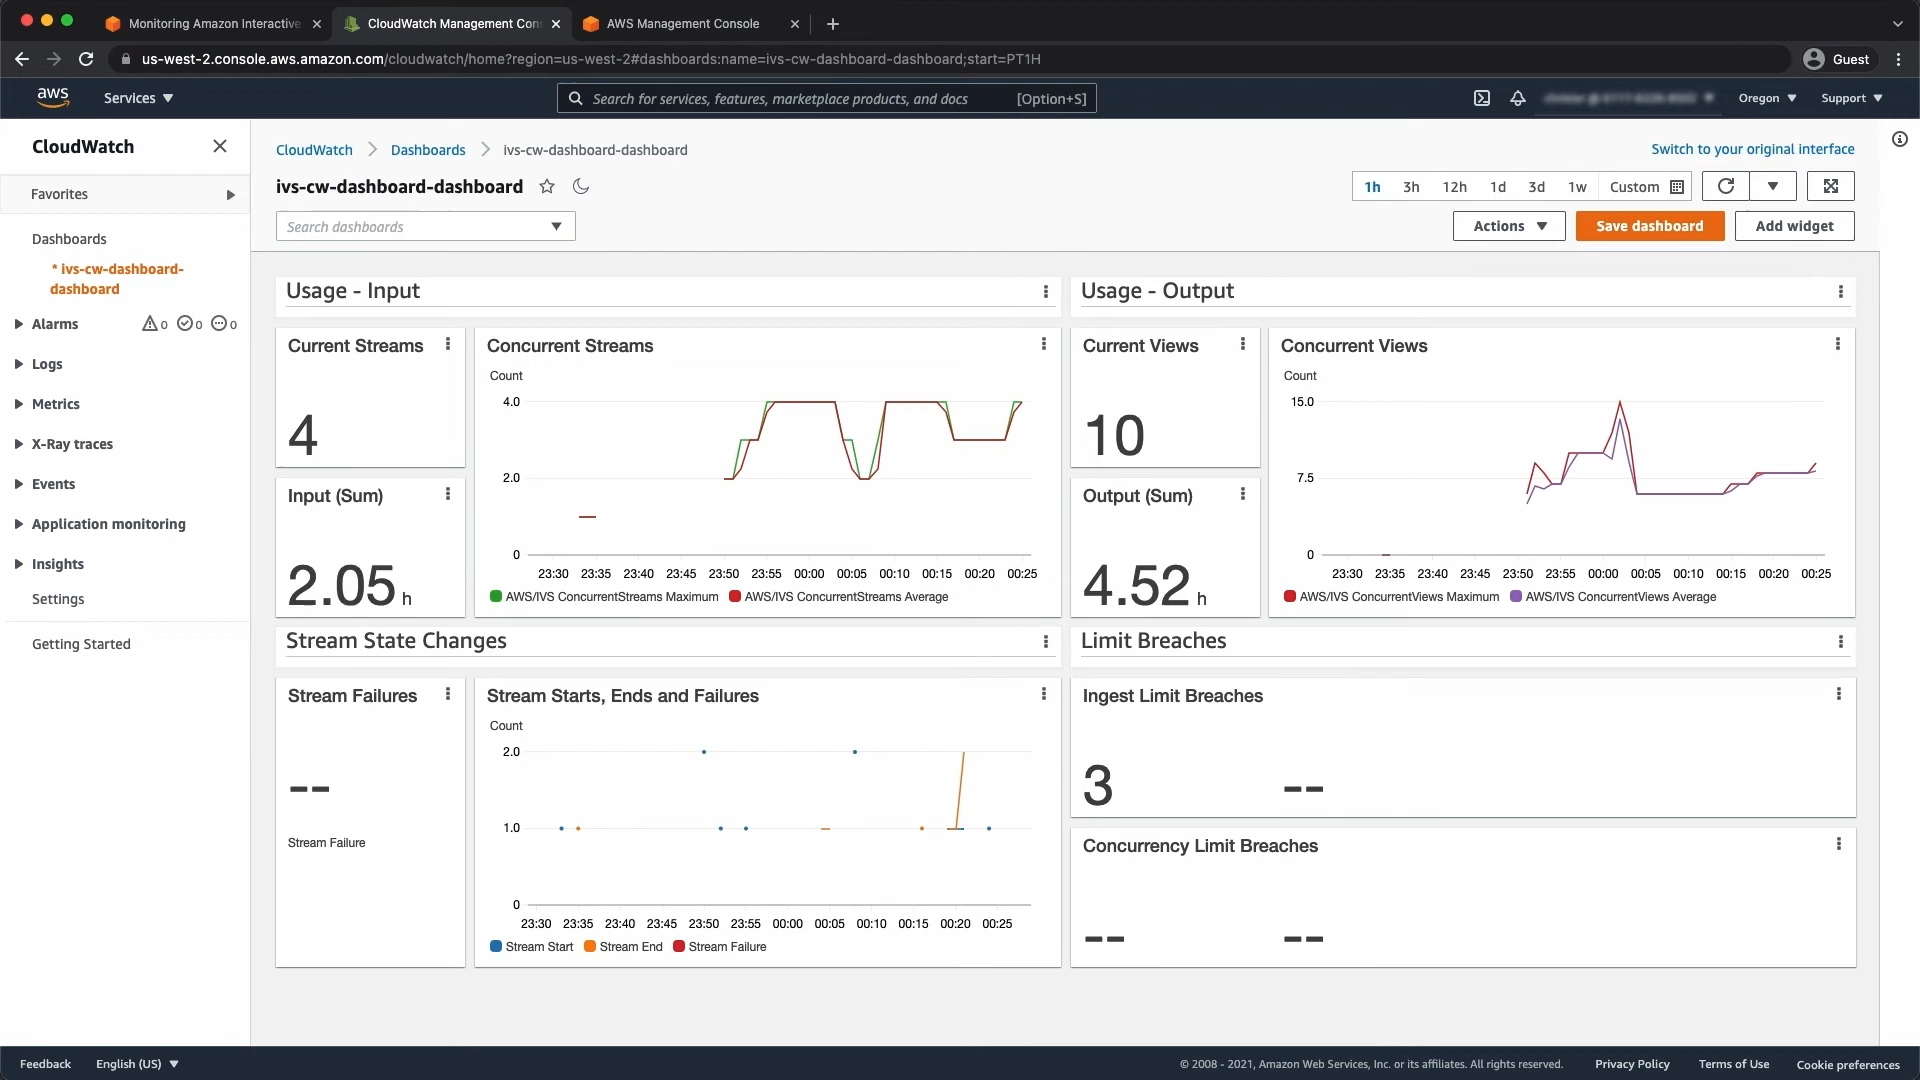 Monitoring Amazon Interactive
CloudWatch Management Con
AWS Management Console
us-west-2.console.aws.amazon.com/cloudwatch/home?region=us-west-2#dashboards:name=ivs-cw-dashboard-dashboard;start=PT1H
Guest
aws
Services
Search for services, features, marketplace products, and docs
[Option+S]
Oregon
Support
CloudWatch
Favorites
Dashboards
* ivs-cw-dashboard-
dashboard
Alarms
0
0
0
Logs
Metrics
X-Ray traces
Events
Application monitoring
Insights
Settings
Getting Started
CloudWatch
Dashboards
ivs-cw-dashboard-dashboard
Switch to your original interface
ivs-cw-dashboard-dashboard
1h 3h 12h 1d 3d 1w Custom
Search dashboards
Actions
Save dashboard
Add widget
Usage - Input
Current Streams
4
Input (Sum)
2.05 h
Concurrent Streams
Count
4.0
2.0
0
23:30 23:35 23:40 23:45 23:50 23:55 00:00 00:05 00:10 00:15 00:20 00:25
AWS/IVS ConcurrentStreams Maximum
AWS/IVS ConcurrentStreams Average
Usage - Output
Current Views
10
Output (Sum)
4.52 h
Concurrent Views
Count
15.0
7.5
0
23:30 23:35 23:40 23:45 23:50 23:55 00:00 00:05 00:10 00:15 00:20 00:25
AWS/IVS ConcurrentViews Maximum
AWS/IVS ConcurrentViews Average
Stream State Changes
Stream Failures
--
Stream Failure
Stream Starts, Ends and Failures
Count
2.0
1.0
0
23:30 23:35 23:40 23:45 23:50 23:55 00:00 00:05 00:10 00:15 00:20 00:25
Stream Start
Stream End
Stream Failure
Limit Breaches
Ingest Limit Breaches
3
--
Concurrency Limit Breaches
--
--
Feedback
English (US)
© 2008 - 2021, Amazon Web Services, Inc. or its affiliates. All rights reserved.
Privacy Policy
Terms of Use
Cookie preferences